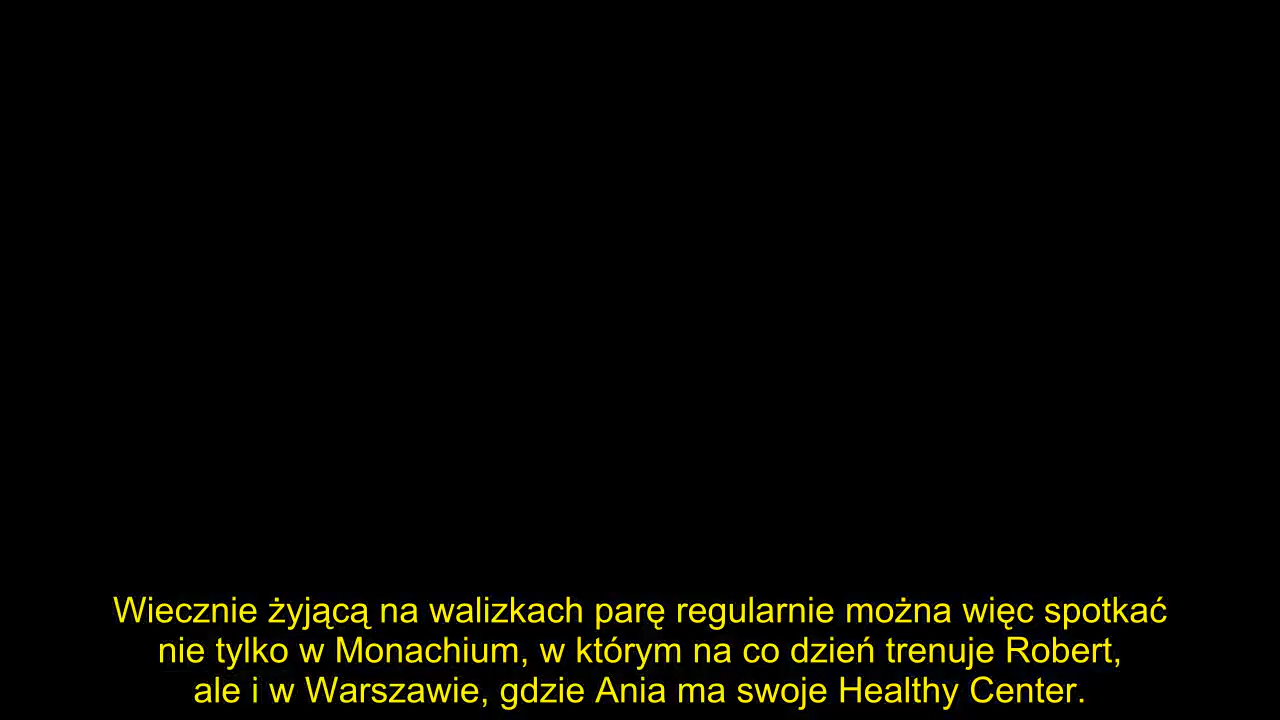 Wiecznie żyjącą na walizkach parę regularnie można więc spotkać
nie tylko w Monachium, w którym na co dzień trenuje Robert,
ale i w Warszawie, gdzie Ania ma swoje Healthy Center.